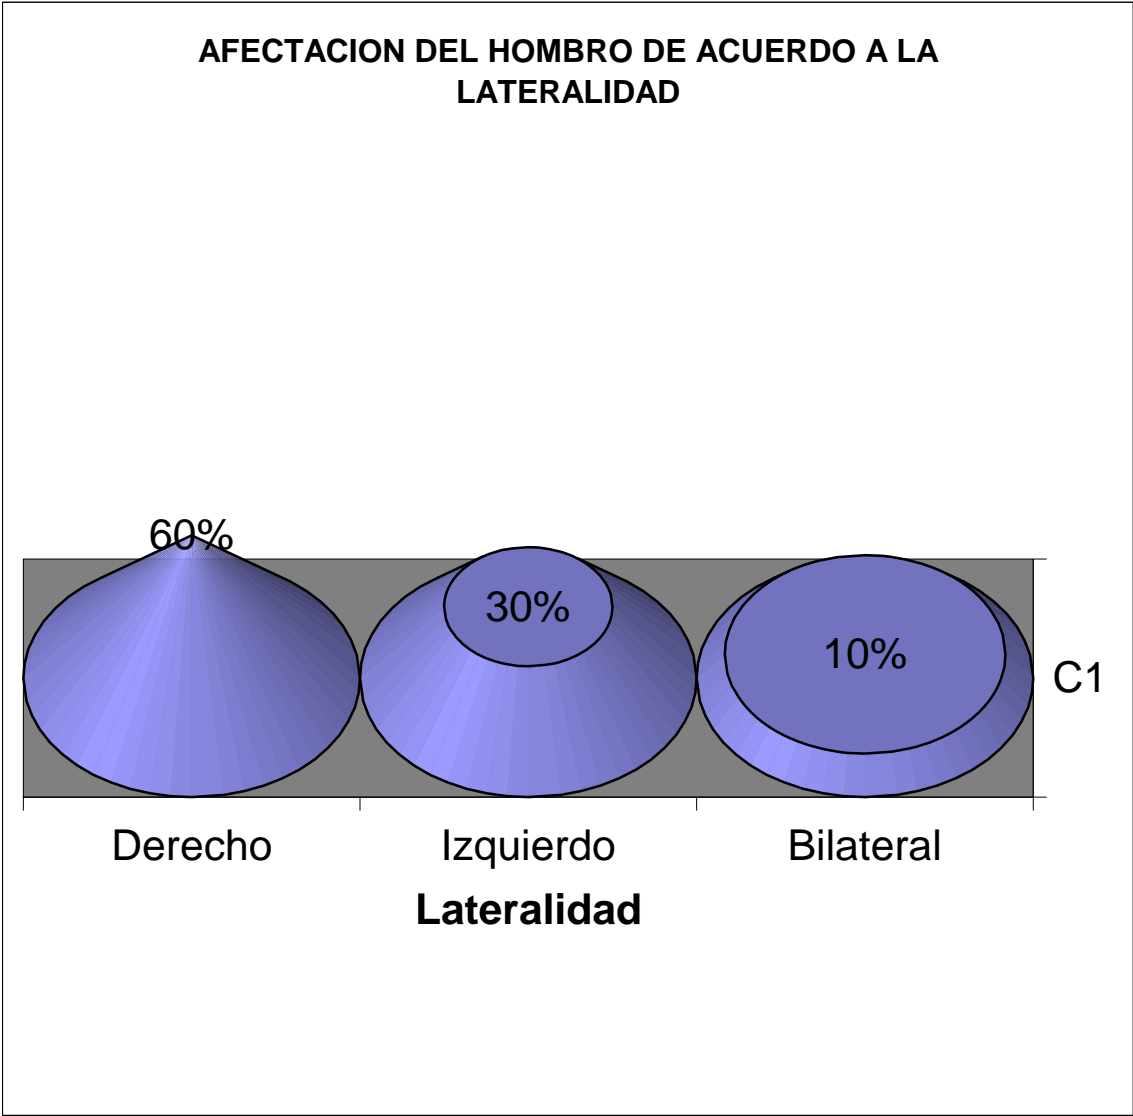 AFECTACION DEL HOMBRO DE ACUERDO A LA
LATERALIDAD
60%
30%
10%
C1
Derecho
Izquierdo
Bilateral
Lateralidad